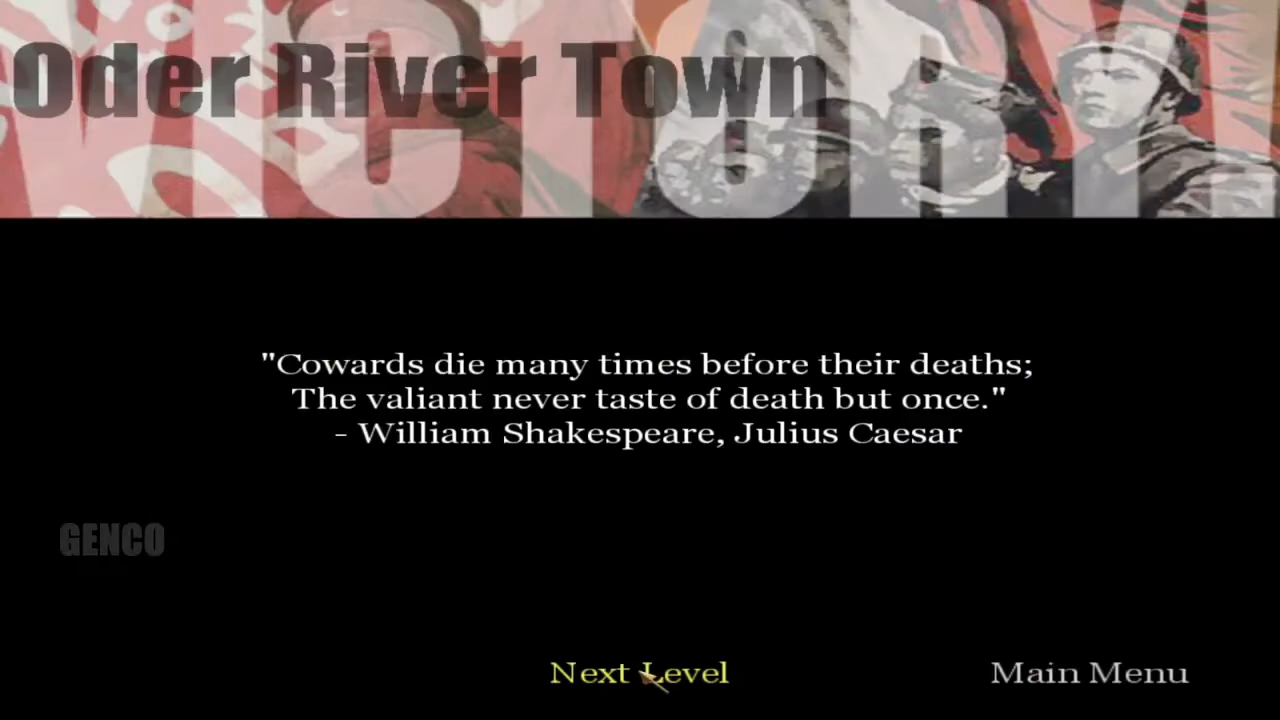 VICTORY
Oder River Town
"Cowards die many times before their deaths;
The valiant never taste of death but once."
- William Shakespeare, Julius Caesar
GENCO
Next Level
Main Menu